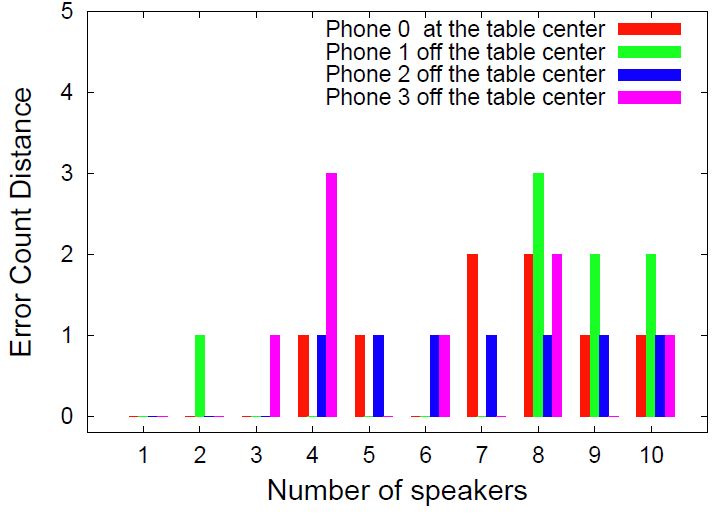 Phone 0 at the table center
Phone 1 off the table center
Phone 2 off the table center
Phone 3 off the table center
Error Count Distance
5
4
3
2
1
0
1 2 3 4 5 6 7 8 9 10
Number of speakers